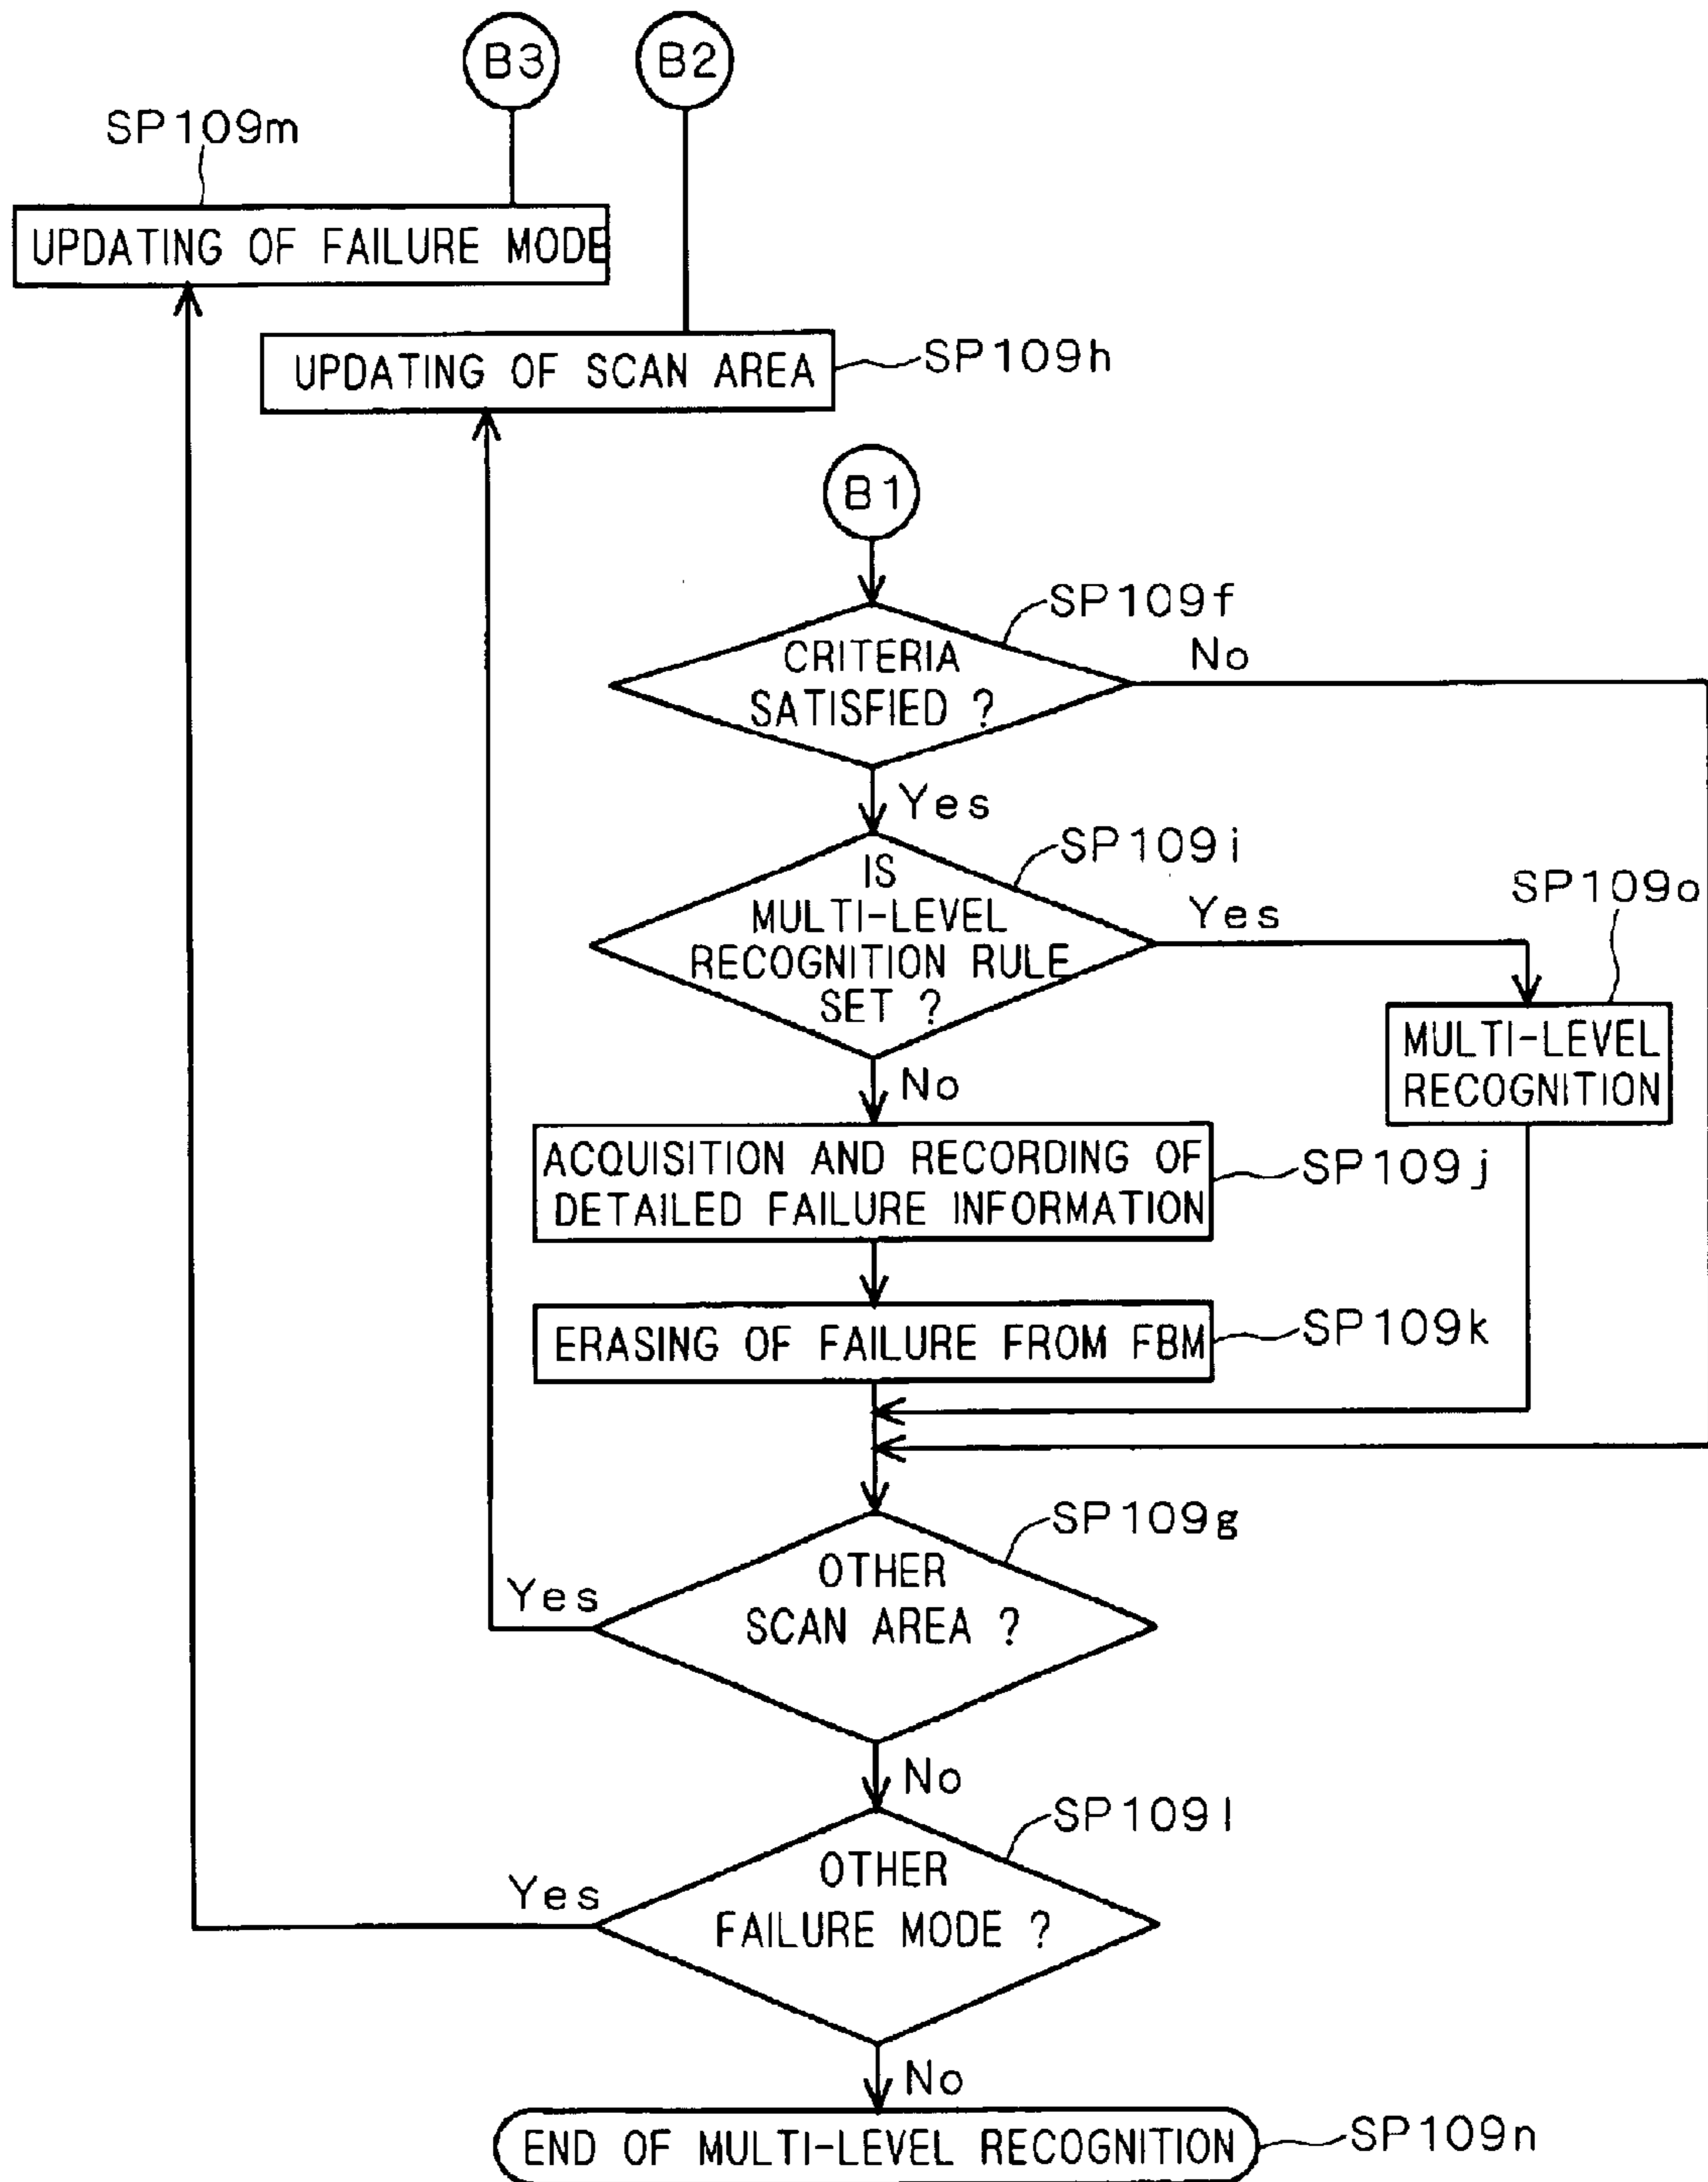 B3
B2
SP109m
UPDATING OF FAILURE MODE
UPDATING OF SCAN AREA
SP109h
B1
SP109f
CRITERIA
SATISFIED ?
No
Yes
SP109i
IS
MULTI-LEVEL
RECOGNITION RULE
SET ?
Yes
SP109o
MULTI-LEVEL
RECOGNITION
No
ACQUISITION AND RECORDING OF
DETAILED FAILURE INFORMATION
SP109j
ERASING OF FAILURE FROM FBM
SP109k
SP109g
OTHER
SCAN AREA ?
Yes
No
SP109l
OTHER
FAILURE MODE ?
Yes
No
END OF MULTI-LEVEL RECOGNITION
SP109n